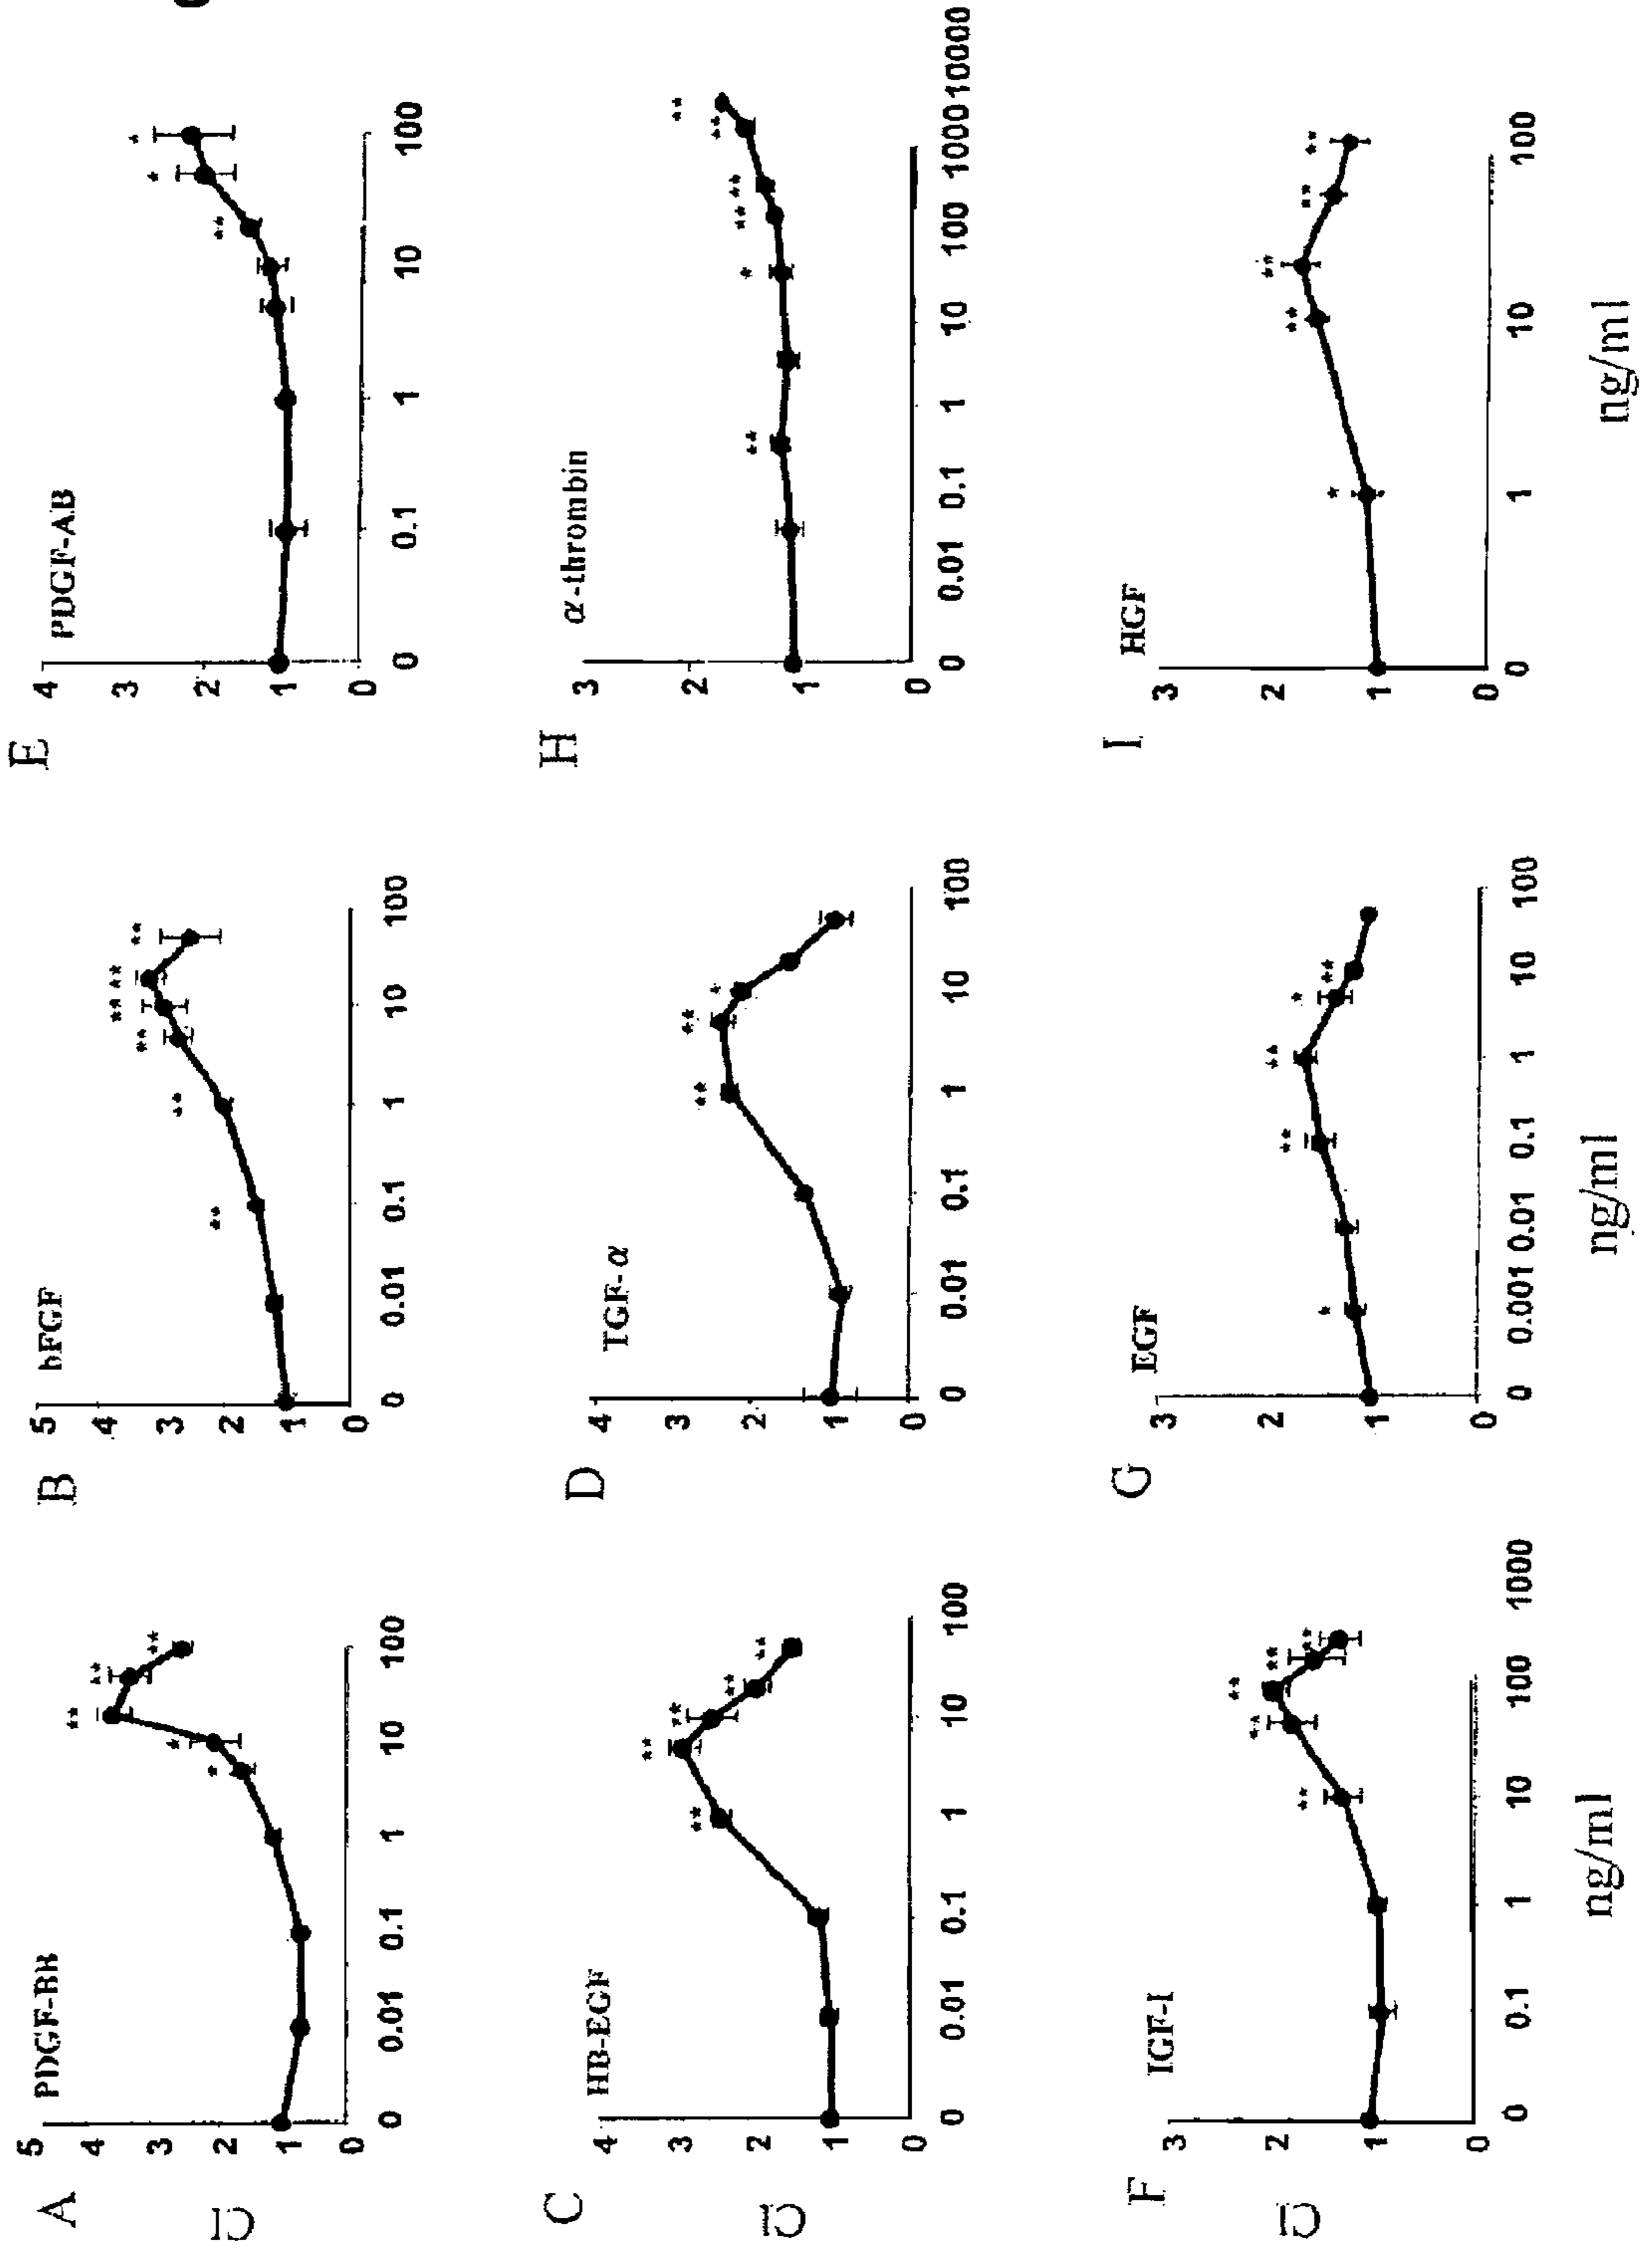 A
PDGF-BB
CI
5
4
3
2
1
0
0
0.01
0.1
1
10
100
* * ** ** **
B
bFGF
5
4
3
2
1
0
0
0.01
0.1
1
10
100
** ** ** ** ** **
E
PDGF-AB
4
3
2
1
0
0
0.1
1
10
100
** * *
C
HB-EGF
CI
4
3
2
1
0
0
0.01
0.1
1
10
100
** ** ** ** **
D
TGF-α
4
3
2
1
0
0
0.01
0.1
1
10
100
** ** *
H
α-thrombin
3
2
1
0
0
0.01
0.1
1
10
100
1000
10000
** * ** ** ** **
F
IGF-I
CI
3
2
1
0
0
0.1
1
10
100
1000
** ** ** ** **
ng/ml
G
EGF
3
2
1
0
0
0.001
0.01
0.1
1
10
100
* ** ** * **
ng/ml
I
HGF
3
2
1
0
0
1
10
100
* ** ** ** **
ng/ml